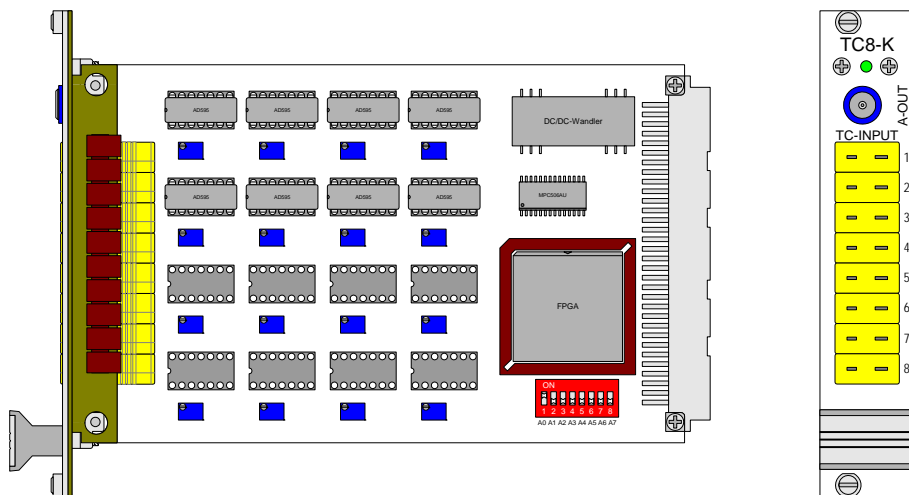 TC8-K
A-OUT
TC-INPUT
1
2
3
4
5
6
7
8
AD595 AD595 AD595 AD595
DC/DC-Wandler
AD595 AD595 AD595 AD595
MPC506AU
FPGA
ON
1 2 3 4 5 6 7 8
A0 A1 A2 A3 A4 A5 A6 A7